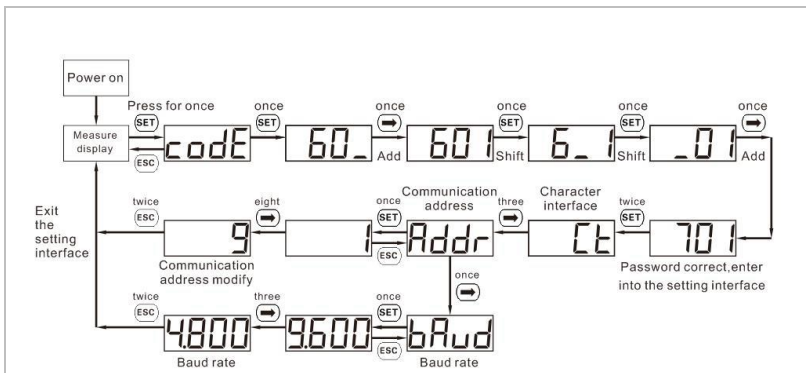 Power on
Press for once
once
once
once
once
once
SET
SET
➡
SET
SET
➡
Measure
display
codE
60_
601
6_1
_01
ESC
Add
Shift
Shift
Add
Exit
the
setting
interface
twice
ESC
eight
➡
once
SET
Communication
address
three
➡
Character
interface
twice
SET
9
1
Addr
Ct
701
ESC
Communication
address modify
Password correct,enter
into the setting interface
once
➡
twice
ESC
three
➡
once
SET
4.800
9.600
bAud
ESC
Baud rate
Baud rate